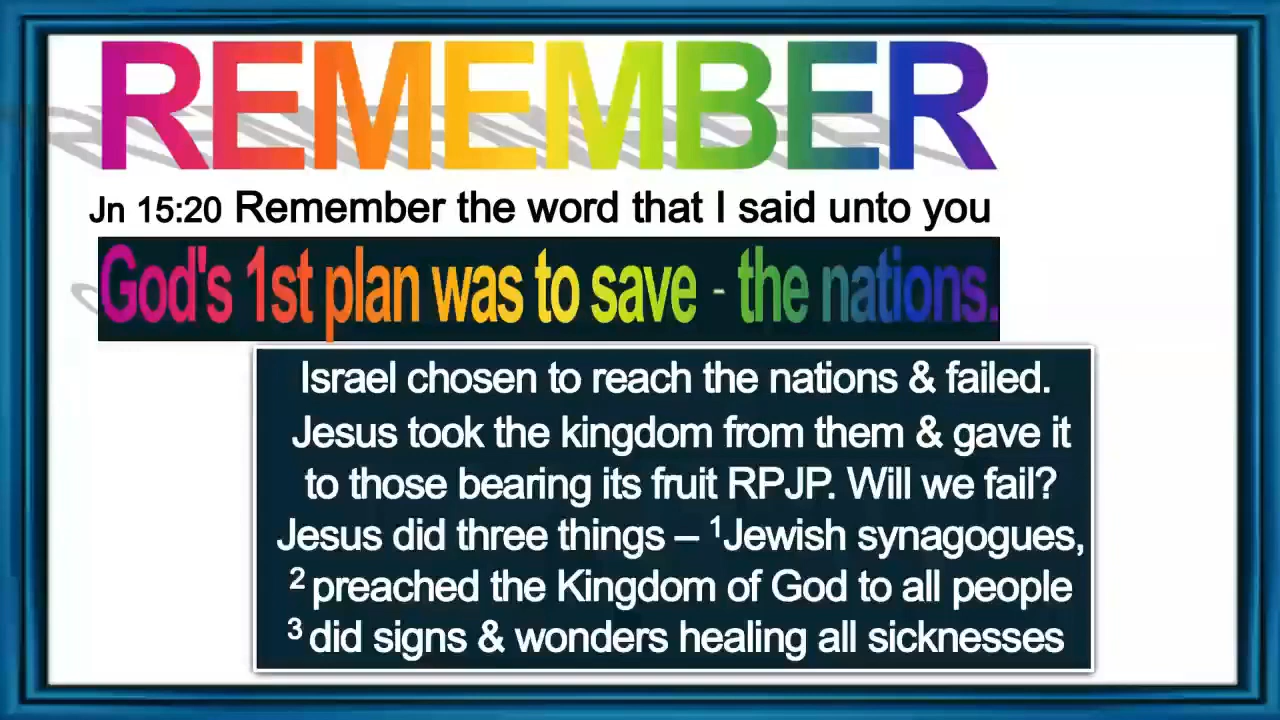 REMEMBER
Jn 15:20 Remember the word that I said unto you
God's 1st plan was to save - the nations.
Israel chosen to reach the nations & failed.
Jesus took the kingdom from them & gave it
to those bearing its fruit RPJP. Will we fail?
Jesus did three things – ¹Jewish synagogues,
² preached the Kingdom of God to all people
³ did signs & wonders healing all sicknesses